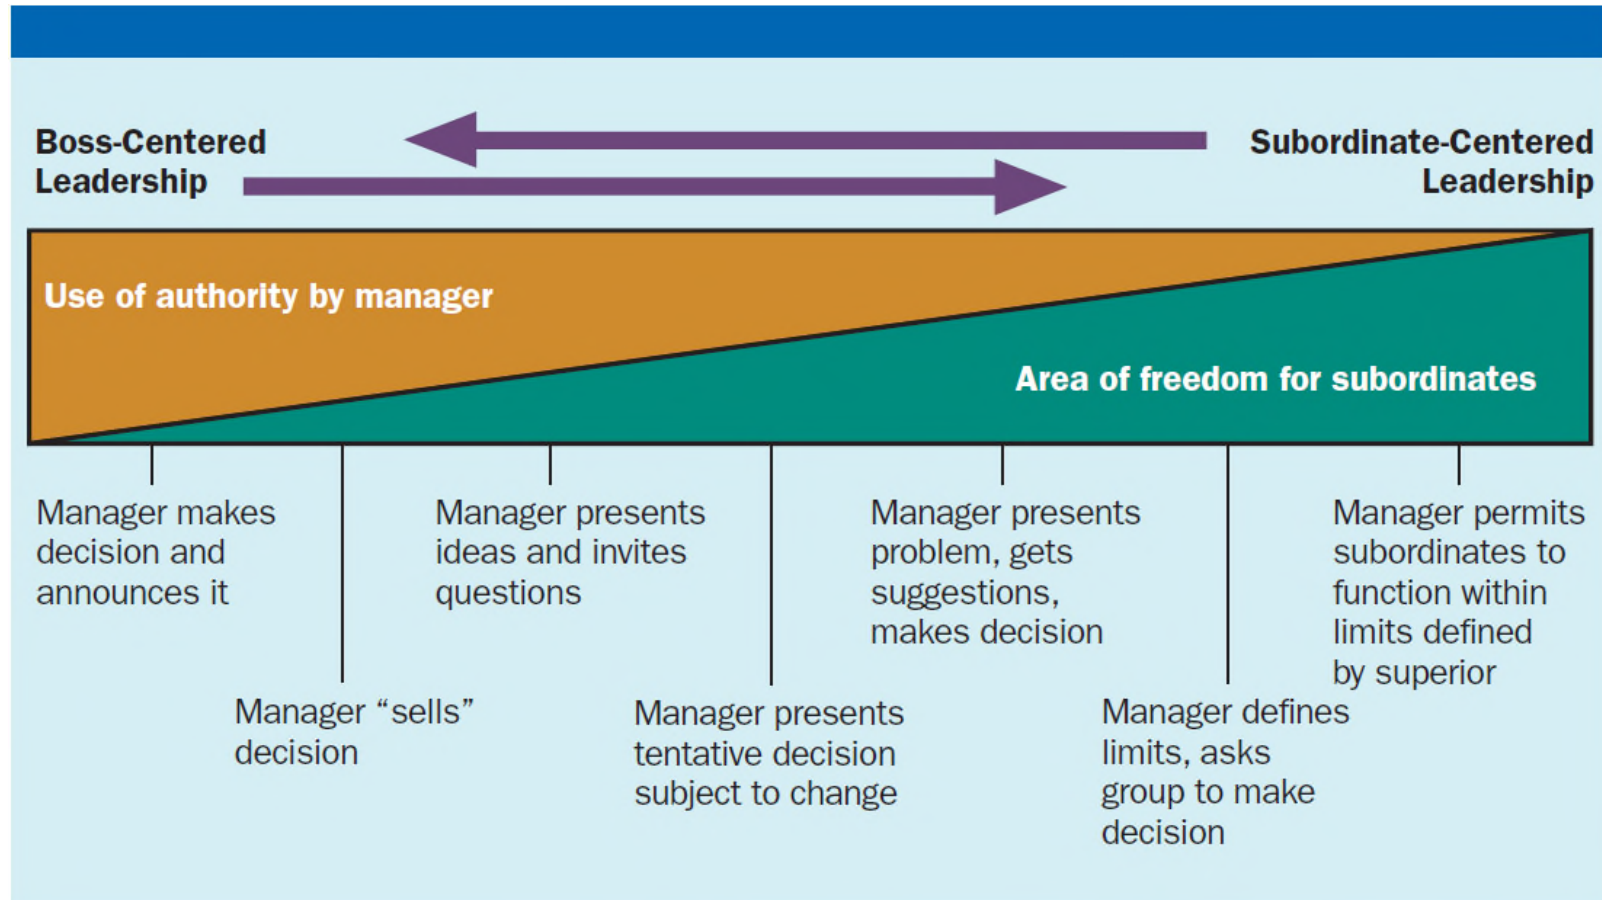 Boss-Centered
Leadership
Subordinate-Centered
Leadership
Use of authority by manager
Area of freedom for subordinates
Manager makes
decision and
announces it
Manager “sells”
decision
Manager presents
ideas and invites
questions
Manager presents
tentative decision
subject to change
Manager presents
problem, gets
suggestions,
makes decision
Manager defines
limits, asks
group to make
decision
Manager permits
subordinates to
function within
limits defined
by superior